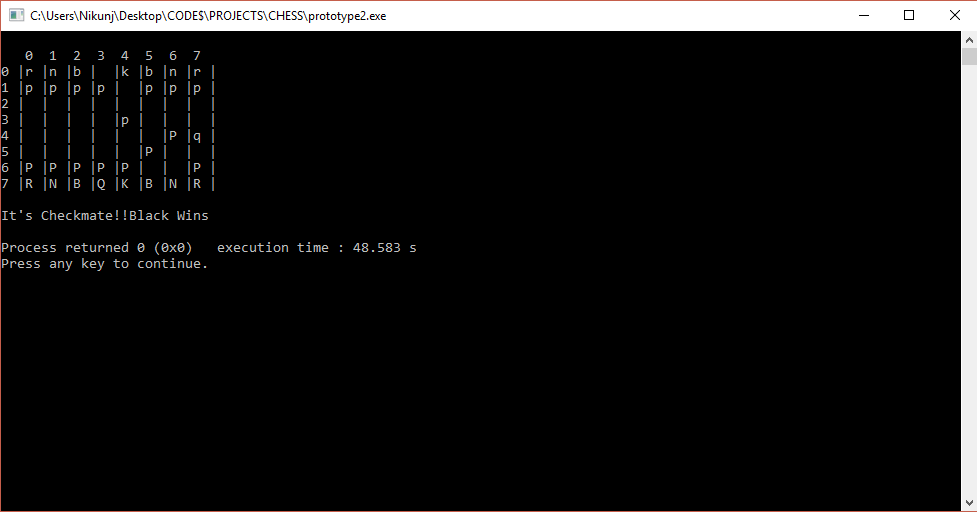 C:\Users\Nikunj\Desktop\CODE$\PROJECTS\CHESS\prototype2.exe
   0  1  2  3  4  5  6  7
0 |r |n |b |  |k |b |n |r |
1 |p |p |p |p |  |p |p |p |
2 |  |  |  |  |  |  |  |  |
3 |  |  |  |  |p |  |  |  |
4 |  |  |  |  |  |  |P |q |
5 |  |  |  |  |  |P |  |  |
6 |P |P |P |P |P |  |  |P |
7 |R |N |B |Q |K |B |N |R |
It's Checkmate!!Black Wins
Process returned 0 (0x0)   execution time : 48.583 s
Press any key to continue.